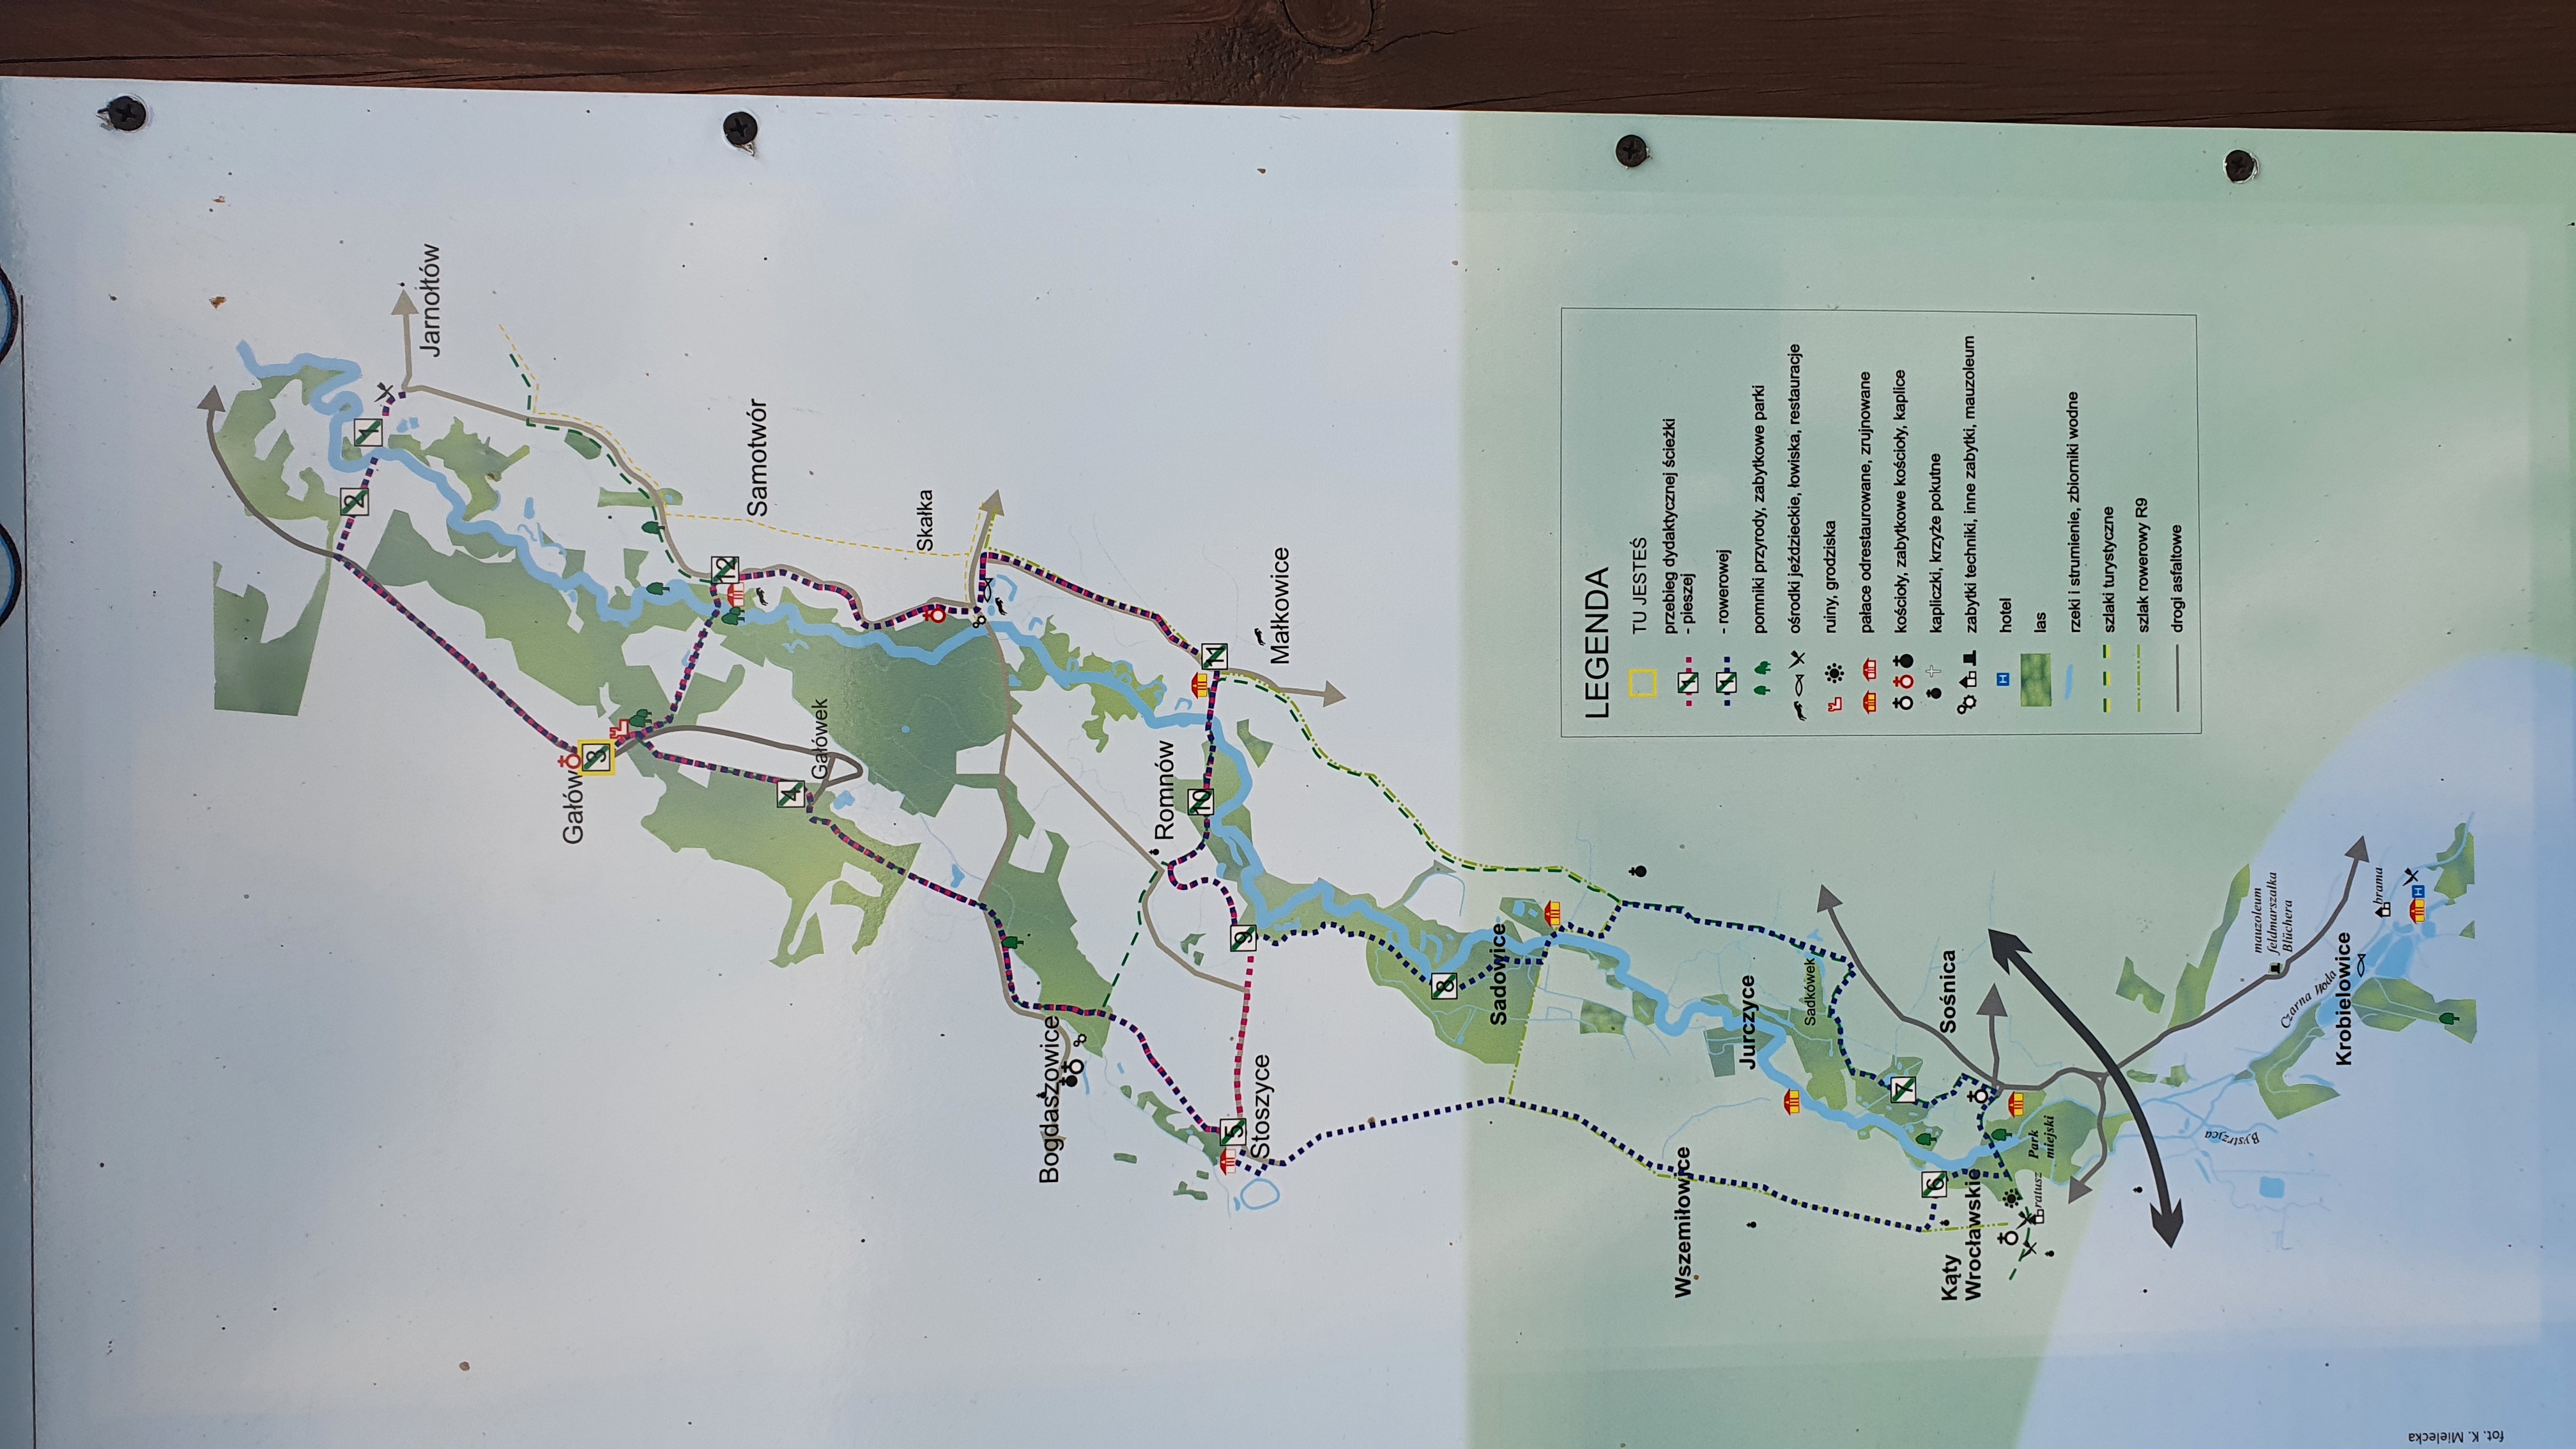 2
1
Jarnołtów
Gałów
3
12
Samotwór
4
Gałówek
Skałka
Bogdaszowice
Romnów
10
11
5
9
Stoszyce
Małkowice
8
Sadowice
Wszemiłowice
Jurczyce
Sadkówek
7
6
Sośnica
Kąty
Wrocławskie
ratusz
Park
miejski
Bystrzyca
mauzoleum
feldmarszałka
Blüchera
Czarna Woda
Krobielowice
brama
H
LEGENDA
TU JESTEŚ
przebieg dydaktycznej ścieżki
1 - pieszej
1 - rowerowej
pomniki przyrody, zabytkowe parki
ośrodki jeździeckie, łowiska, restauracje
ruiny, grodziska
pałace odrestaurowane, zrujnowane
kościoły, zabytkowe kościoły, kaplice
kapliczki, krzyże pokutne
zabytki techniki, inne zabytki, mauzoleum
H hotel
las
rzeki i strumienie, zbiorniki wodne
szlaki turystyczne
szlak rowerowy R9
drogi asfaltowe
fot. K. Mielecka